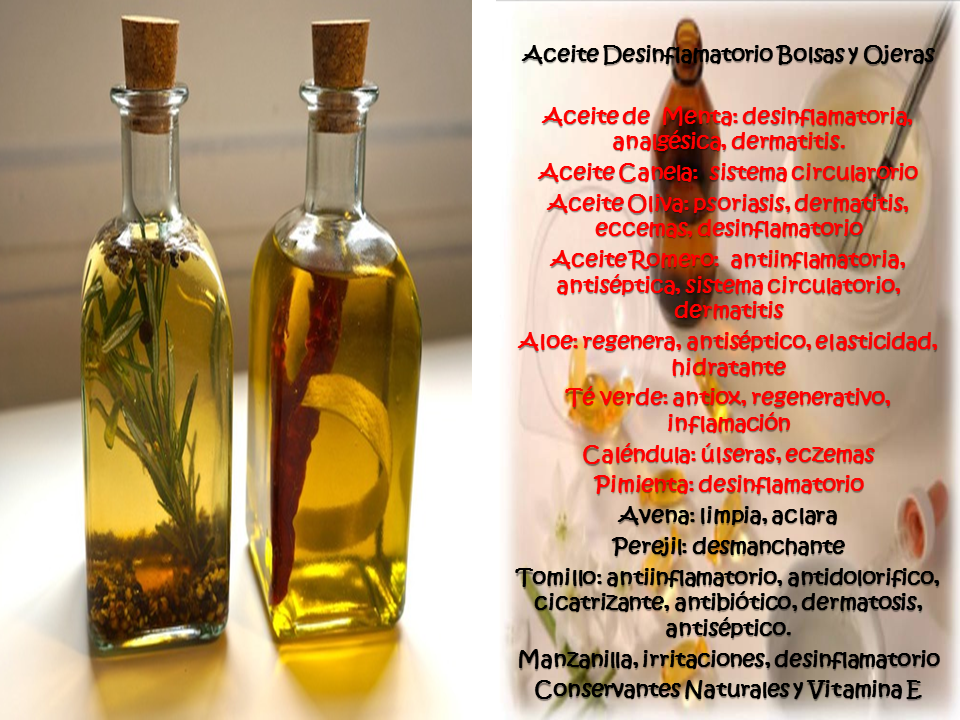 Aceite Desinflamatorio Bolsas y Ojeras
Aceite de Menta: desinflamatoria,
analgésica, dermatitis.
Aceite Canela: sistema circularorio
Aceite Oliva: psoriasis, dermatitis,
eccemas, desinflamatorio
Aceite Romero: antiinflamatoria,
antiséptica, sistema circulatorio,
dermatitis
Aloe: regenera, antiséptico, elasticidad,
hidratante
Té verde: antiox, regenerativo,
inflamación
Caléndula: úlseras, eczemas
Pimienta: desinflamatorio
Avena: limpia, aclara
Perejil: desmanchante
Tomillo: antiinflamatorio, antidolorifico,
cicatrizante, antibiótico, dermatosis,
antiséptico.
Manzanilla, irritaciones, desinflamatorio
Conservantes Naturales y Vitamina E